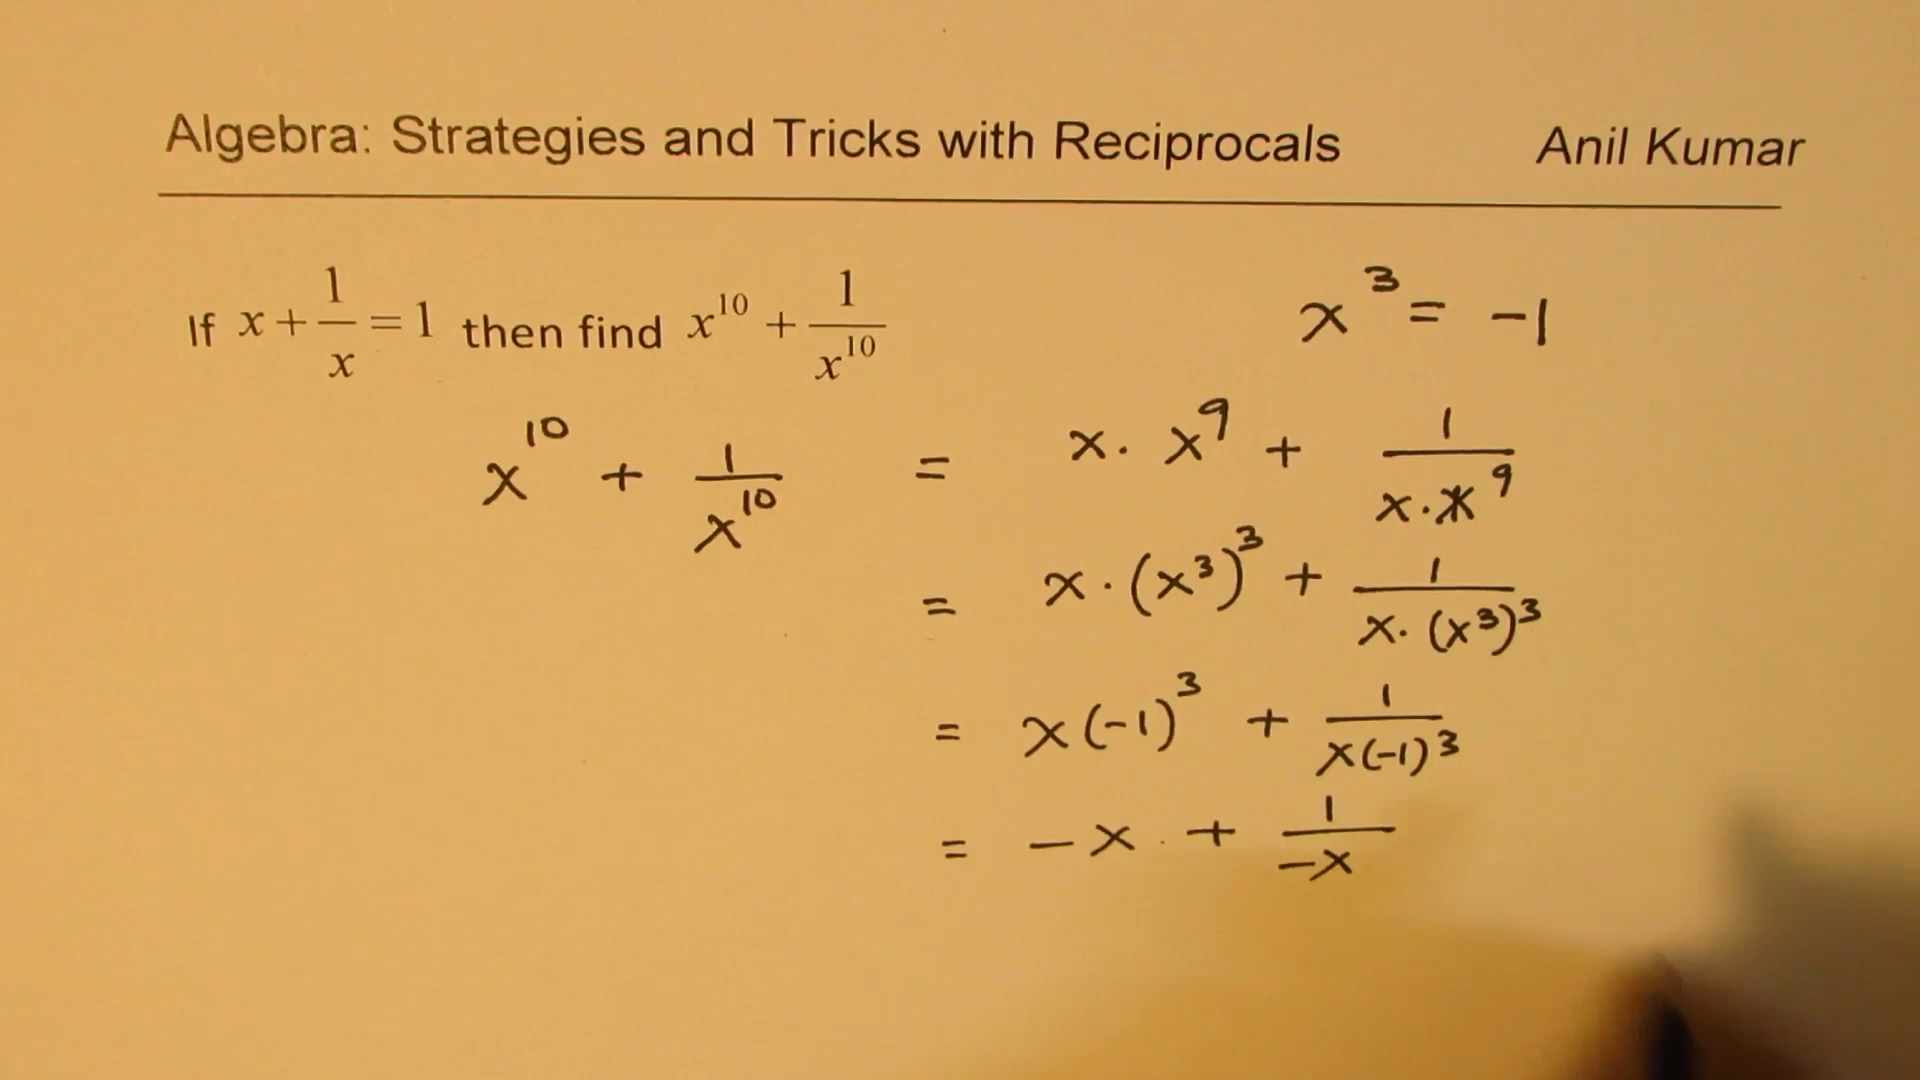 Algebra: Strategies and Tricks with Reciprocals Anil Kumar
If x + 1/x = 1 then find x^10 + 1/x^10
x^3 = -1
x^10 + 1/x^10 = x. x^9 + 1/x.x^9
= x.(x^3)^3 + 1/x.(x^3)^3
= x(-1)^3 + 1/x(-1)^3
= -x + 1/-x